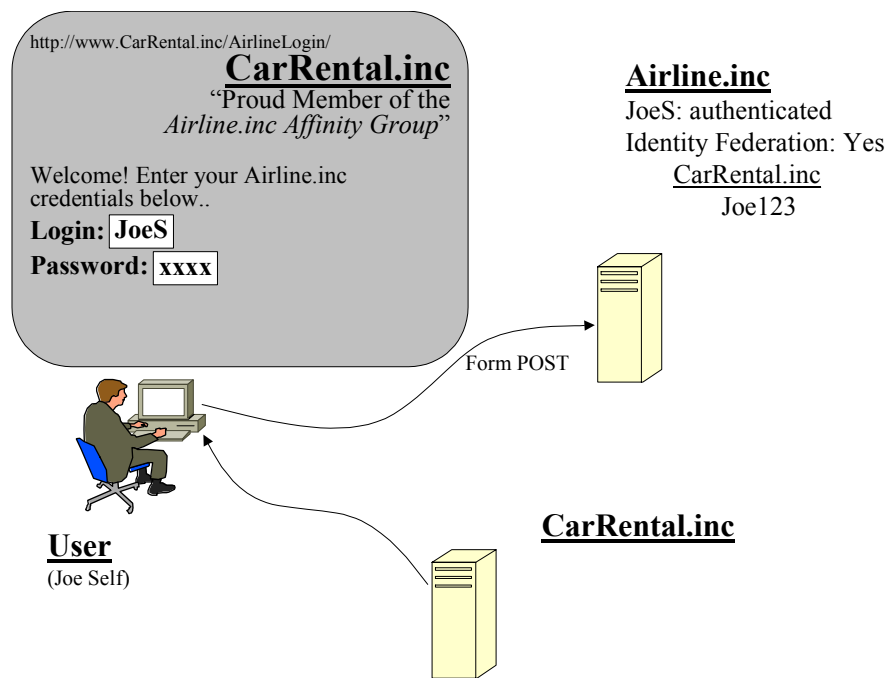 http://www.CarRental.inc/AirlineLogin/
CarRental.inc
“Proud Member of the
Airline.inc Affinity Group”
Welcome! Enter your Airline.inc
credentials below..
Login: JoeS
Password: xxxx
Airline.inc
JoeS: authenticated
Identity Federation: Yes
CarRental.inc
Joe123
Form POST
CarRental.inc
User
(Joe Self)